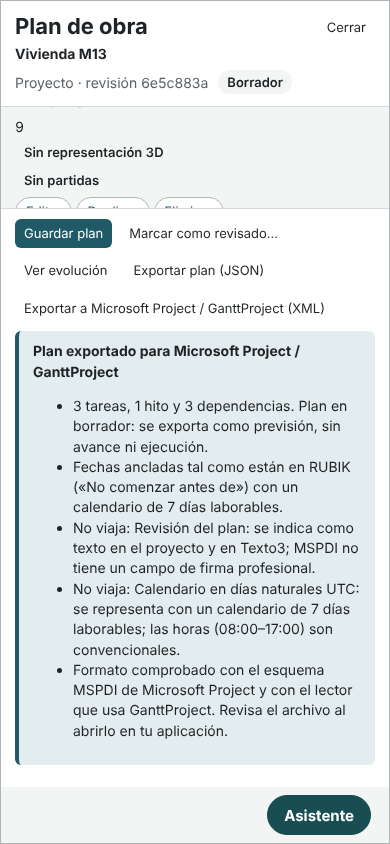 Plan de obra
Cerrar
Vivienda M13
Proyecto · revisión 6e5c883a
Borrador
9
Sin representación 3D
Sin partidas
Guardar plan
Marcar como revisado...
Ver evolución
Exportar plan (JSON)
Exportar a Microsoft Project / GanttProject (XML)
Plan exportado para Microsoft Project /
GanttProject
• 3 tareas, 1 hito y 3 dependencias. Plan en
borrador: se exporta como previsión, sin
avance ni ejecución.
• Fechas ancladas tal como están en RUBIK
(«No comenzar antes de») con un
calendario de 7 días laborables.
• No viaja: Revisión del plan: se indica como
texto en el proyecto y en Texto3; MSPDI no
tiene un campo de firma profesional.
• No viaja: Calendario en días naturales UTC:
se representa con un calendario de 7 días
laborables; las horas (08:00–17:00) son
convencionales.
• Formato comprobado con el esquema
MSPDI de Microsoft Project y con el lector
que usa GanttProject. Revisa el archivo al
abrirlo en tu aplicación.
Asistente